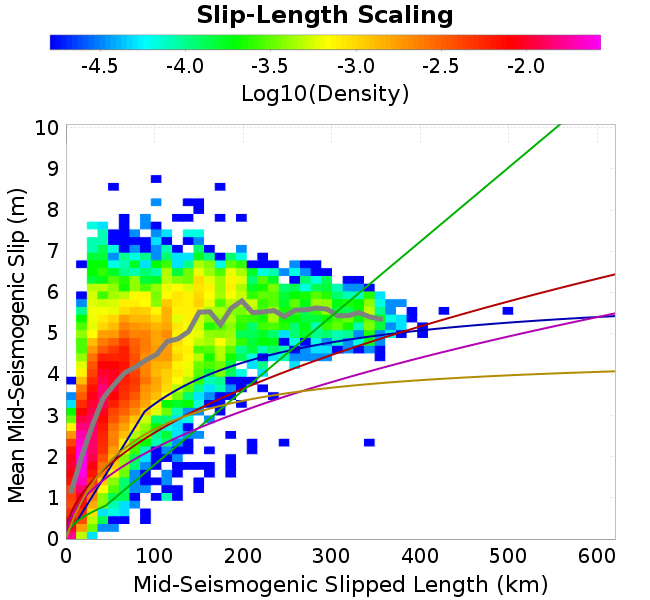 Slip-Length Scaling
-4.5 -4.0 -3.5 -3.0 -2.5 -2.0
Log10(Density)
10
9
8
7
6
5
4
3
2
1
0
Mean Mid-Seismogenic Slip (m)
0 100 200 300 400 500 600
Mid-Seismogenic Slipped Length (km)